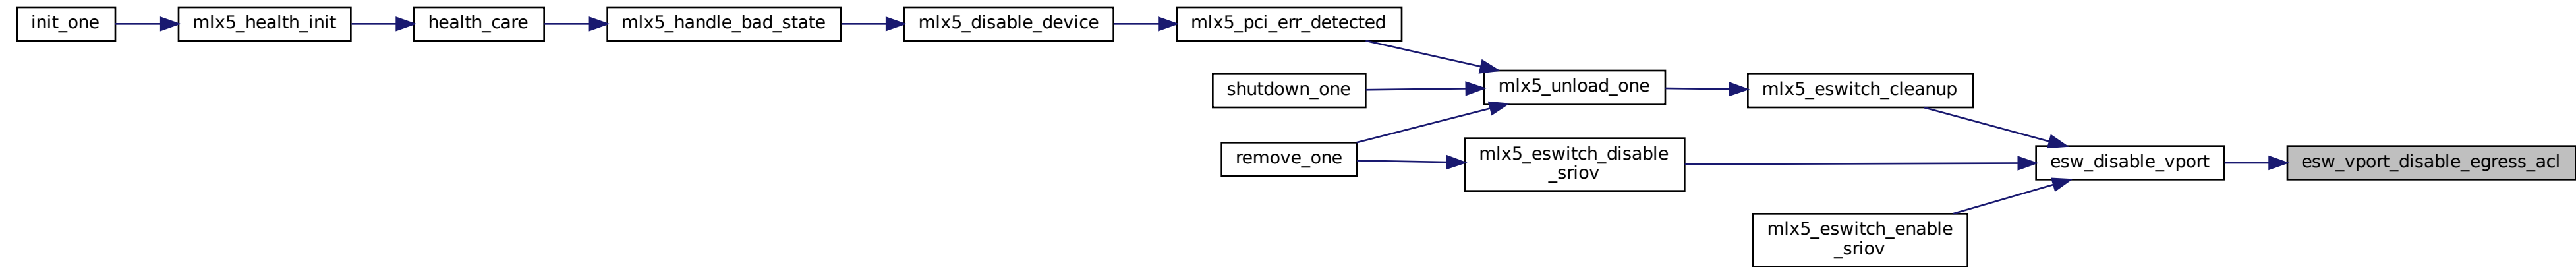 init_one
mlx5_health_init
health_care
mlx5_handle_bad_state
mlx5_disable_device
mlx5_pci_err_detected
shutdown_one
mlx5_unload_one
mlx5_eswitch_cleanup
remove_one
mlx5_eswitch_disable
_sriov
esw_disable_vport
esw_vport_disable_egress_acl
mlx5_eswitch_enable
_sriov